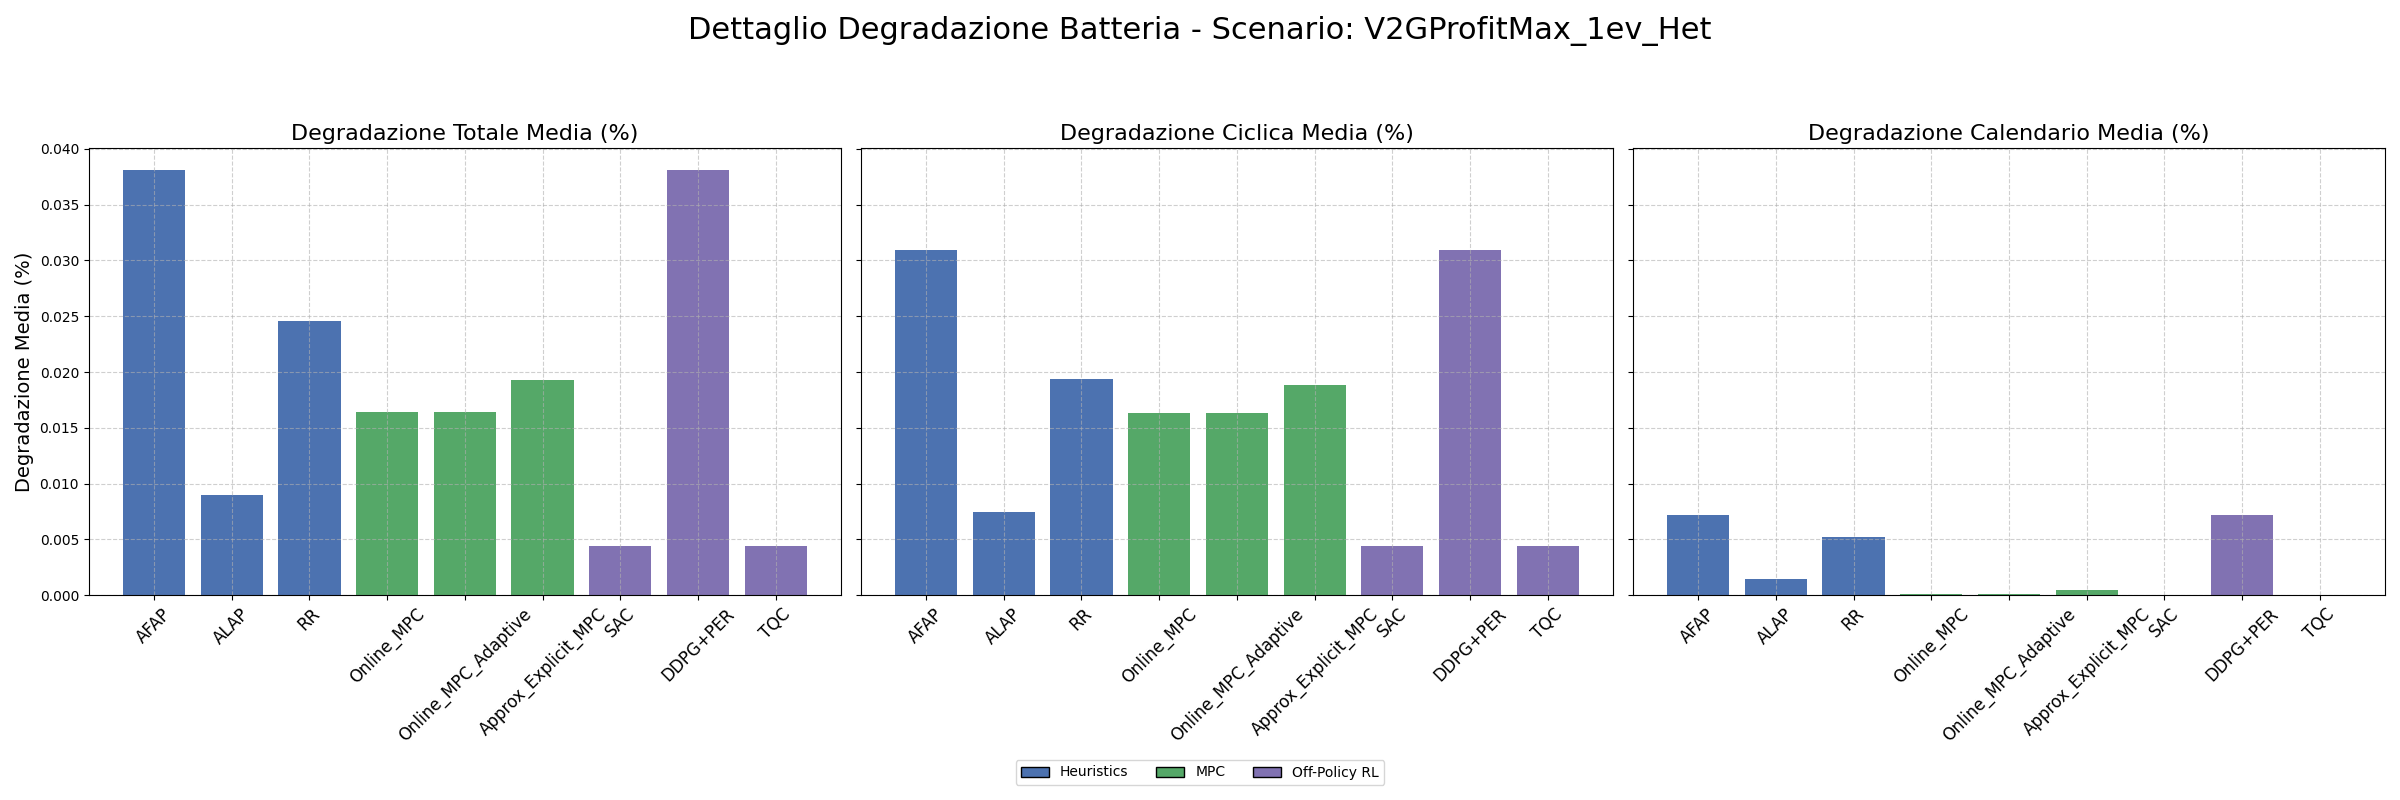 Dettaglio Degradazione Batteria - Scenario: V2GProfitMax_1ev_Het
Degradazione Totale Media (%)
Degradazione Ciclica Media (%)
Degradazione Calendario Media (%)
Degradazione Media (%)
0.040
0.035
0.030
0.025
0.020
0.015
0.010
0.005
0.000
AFAP
ALAP
RR
Online_MPC
Online_MPC_Adaptive
Approx_Explicit_MPC
SAC
DDPG+PER
TQC
AFAP
ALAP
RR
Online_MPC
Online_MPC_Adaptive
Approx_Explicit_MPC
SAC
DDPG+PER
TQC
AFAP
ALAP
RR
Online_MPC
Online_MPC_Adaptive
Approx_Explicit_MPC
SAC
DDPG+PER
TQC
Heuristics
MPC
Off-Policy RL